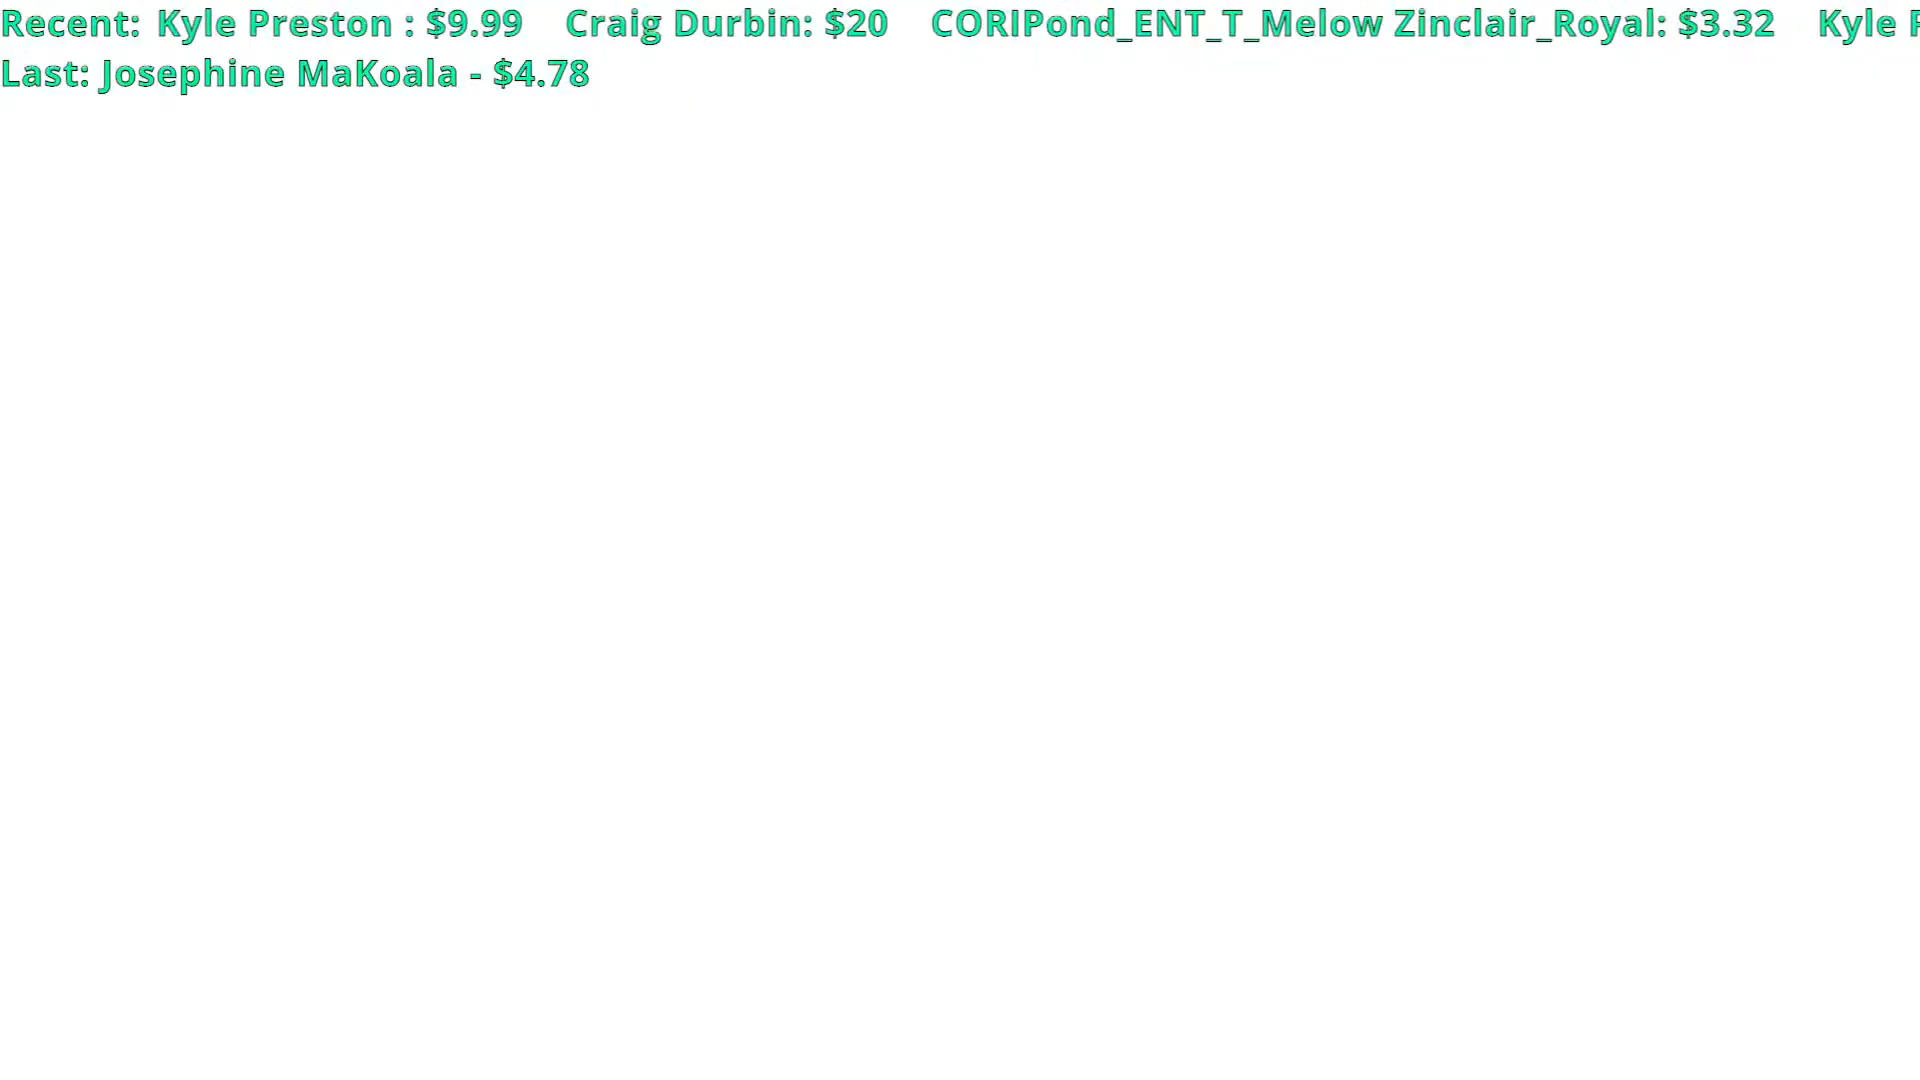 Recent: Kyle Preston : $9.99 Craig Durbin: $20 CORIPond_ENT_T_Melow Zinclair_Royal: $3.32 Kyle
Last: Josephine MaKoala - $4.78